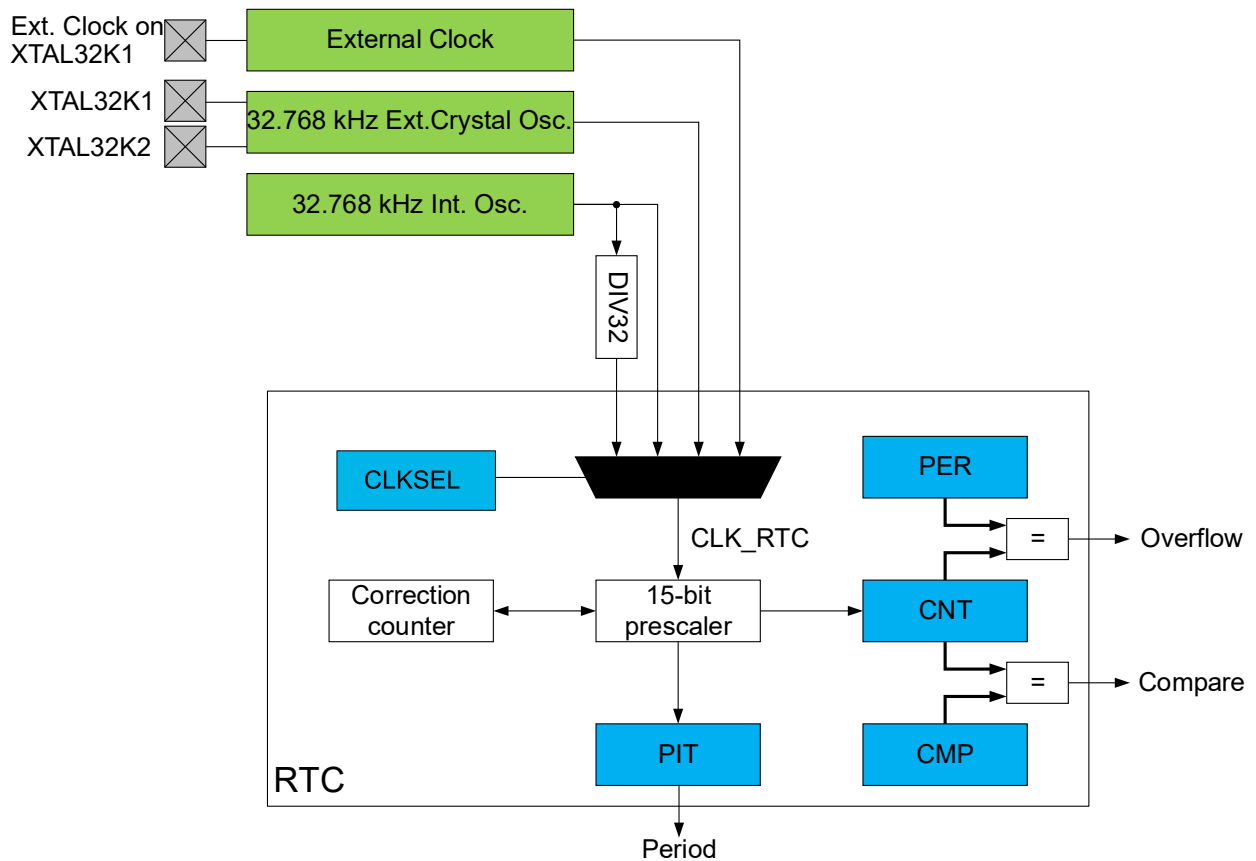 Ext. Clock on
XTAL32K1
External Clock
XTAL32K1
XTAL32K2
32.768 kHz Ext.Crystal Osc.
32.768 kHz Int. Osc.
DIV32
CLKSEL
PER
=
Overflow
CLK_RTC
Correction
counter
15-bit
prescaler
CNT
=
Compare
PIT
CMP
RTC
Period